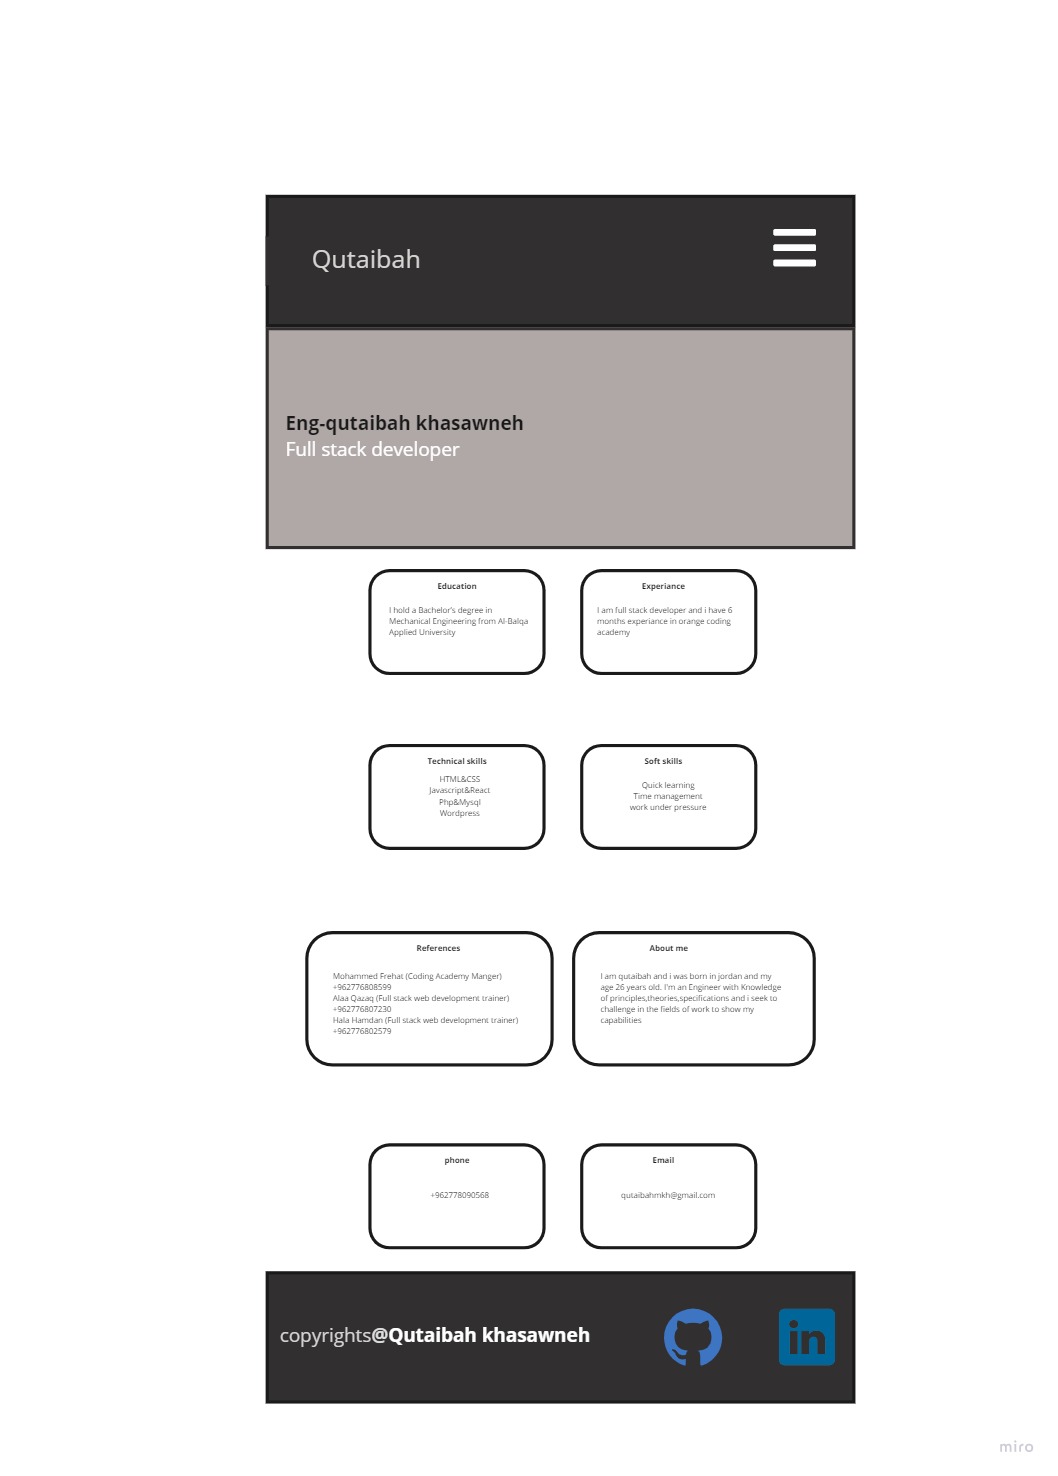 Qutaibah
Eng-qutaibah khasawneh
Full stack developer
Education
I hold a Bachelor's degree in
Mechanical Engineering from Al-Balqa
Applied University
Experiance
I am full stack developer and i have 6
months experiance in orange coding
academy
Technical skills
HTML&CSS
Javascript&React
Php&Mysql
Wordpress
Soft skills
Quick learning
Time management
work under pressure
References
Mohammed Frehat (Coding Academy Manger)
+962776808599
Alaa Qazaq (Full stack web development trainer)
+962776807230
Hala Hamdan (Full stack web development trainer)
+962776802579
About me
I am qutaibah and i was born in jordan and my
age 26 years old. I'm an Engineer with Knowledge
of principles,theories,specifications and i seek to
challenge in the fields of work to show my
capabilities
phone
+962778090568
Email
qutaibahmkh@gmail.com
copyrights@Qutaibah khasawneh
in
miro